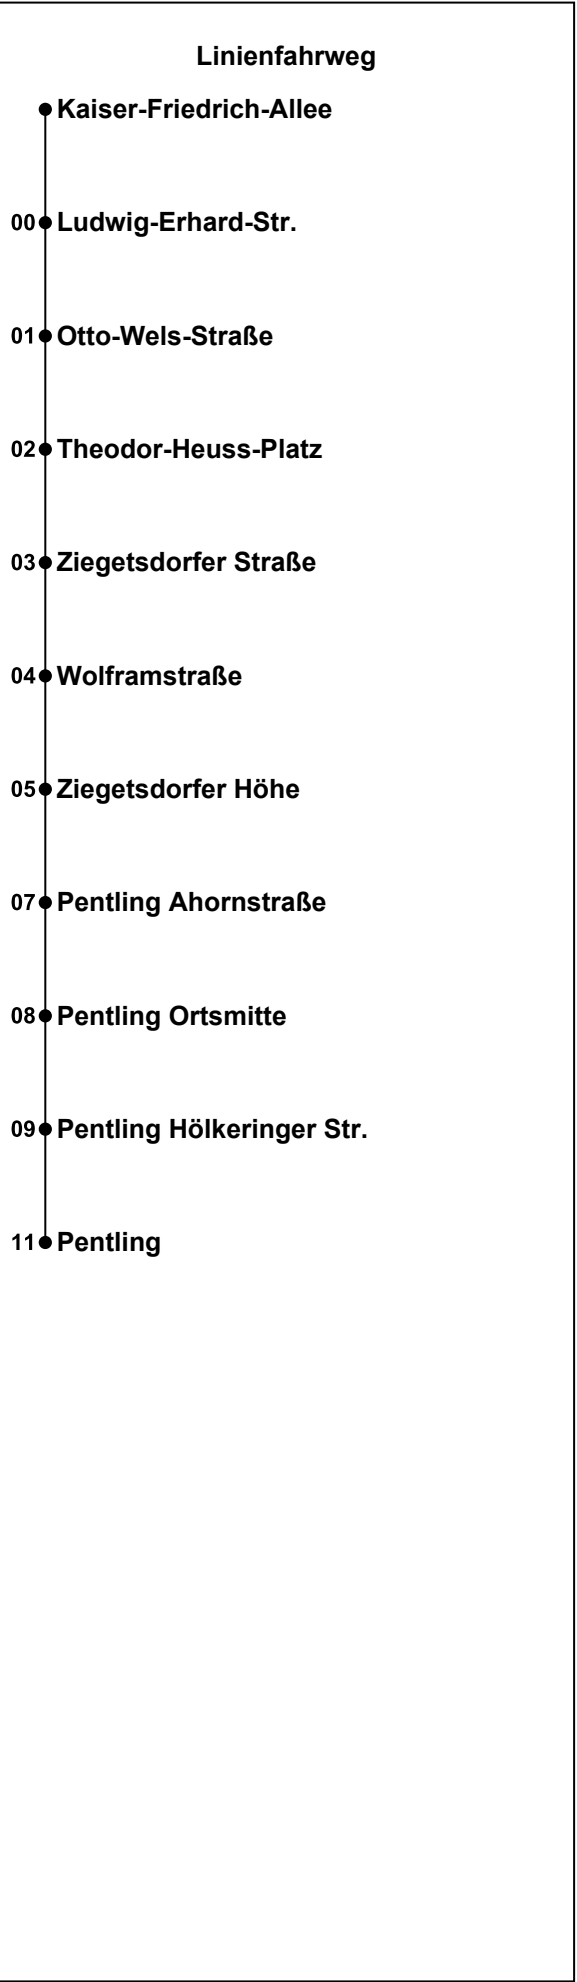 Linienfahrweg
Kaiser-Friedrich-Allee
00 Ludwig-Erhard-Str.
01 Otto-Wels-Straße
02 Theodor-Heuss-Platz
03 Ziegetsdorfer Straße
04 Wolframstraße
05 Ziegetsdorfer Höhe
07 Pentling Ahornstraße
08 Pentling Ortsmitte
09 Pentling Hölkeringer Str.
11 Pentling